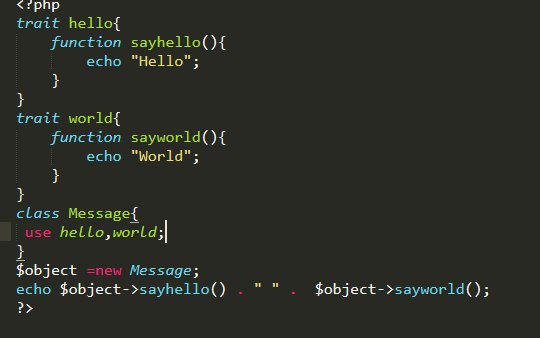 <?php
trait hello{
    function sayhello(){
        echo "Hello";
    }
}
trait world{
    function sayworld(){
        echo "World";
    }
}
class Message{
 use hello,world;
}
$object =new Message;
echo $object->sayhello() . " " .  $object->sayworld();
?>